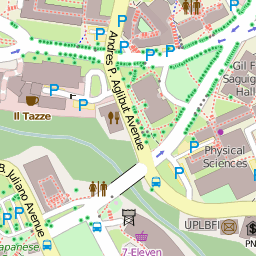 Andres P. Aglibut Avenue
Gil F.
Saguig
Hall
Il Tazze
Physical
Sciences
B. Juliano Avenue
UPLBFI
PN
apanese
7-Eleven